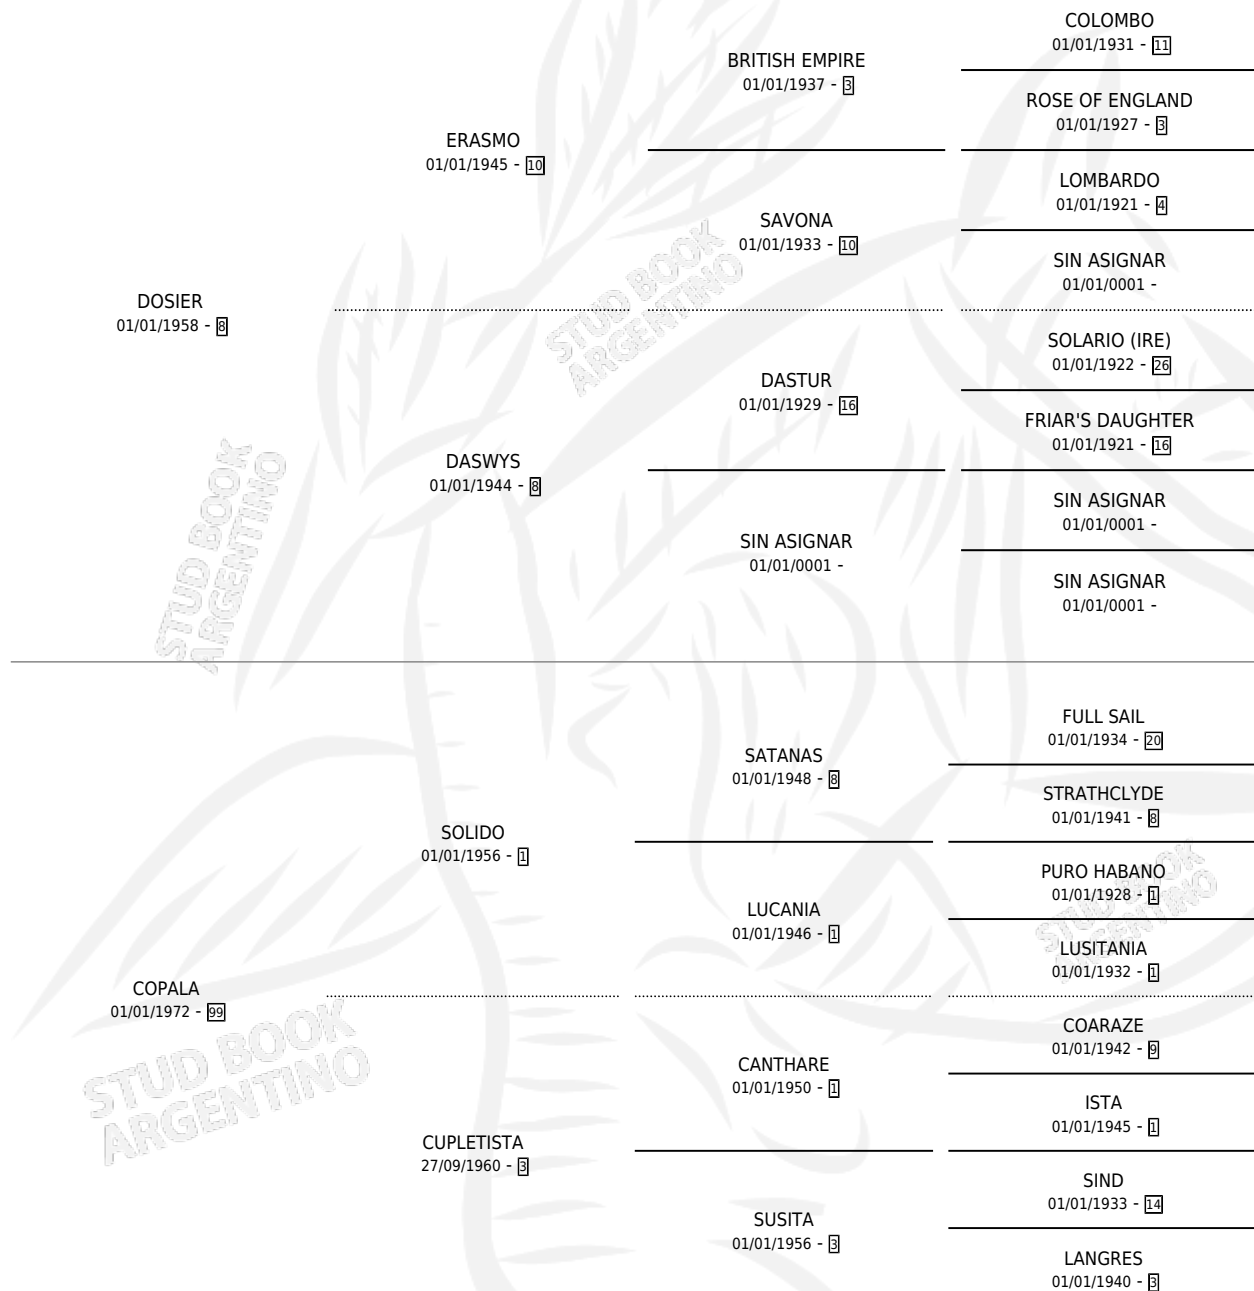 COLOMBO
01/01/1931 - 11
BRITISH EMPIRE
01/01/1937 - 3
ROSE OF ENGLAND
01/01/1927 - 3
ERASMO
01/01/1945 - 10
LOMBARDO
01/01/1921 - 4
SAVONA
01/01/1933 - 10
SIN ASIGNAR
01/01/0001 -
DOSIER
01/01/1958 - 8
STUD BOOK
ARGENTINO
SOLARIO (IRE)
01/01/1922 - 26
DASTUR
01/01/1929 - 16
FRIAR'S DAUGHTER
01/01/1921 - 16
DASWYS
01/01/1944 - 8
SIN ASIGNAR
01/01/0001 -
SIN ASIGNAR
01/01/0001 -
SIN ASIGNAR
01/01/0001 -
STUD BOOK
ARGENTINO
FULL SAIL
01/01/1934 - 20
SATANAS
01/01/1948 - 8
STRATHCLYDE
01/01/1941 - 8
SOLIDO
01/01/1956 - 1
PURO HABANO
01/01/1928 - 1
LUCANIA
01/01/1946 - 1
LUSITANIA
01/01/1932 - 1
STUD BOOK
ARGENTINO
COPALA
01/01/1972 - 99
STUD BOOK
ARGENTINO
COARAZE
01/01/1942 - 9
CANTHARE
01/01/1950 - 1
ISTA
01/01/1945 - 1
CUPLETISTA
27/09/1960 - 3
SIND
01/01/1933 - 14
SUSITA
01/01/1956 - 3
LANGRES
01/01/1940 - 3